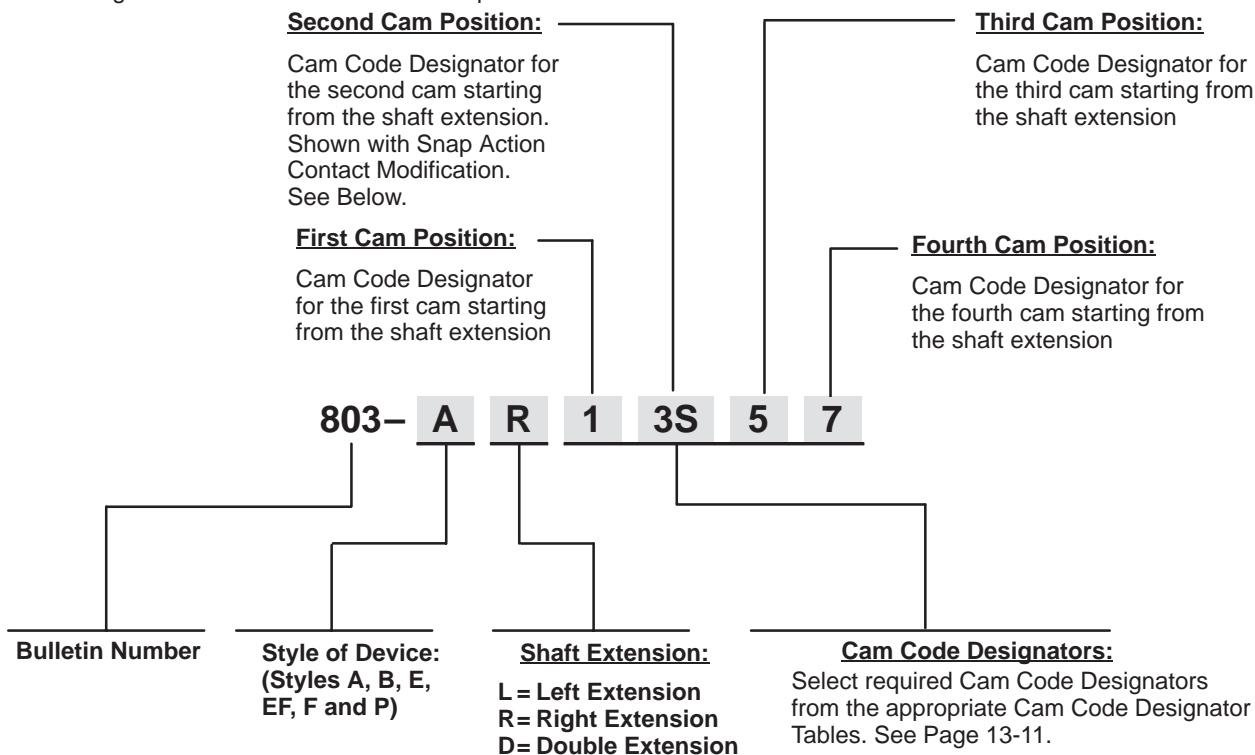 Second Cam Position:
Cam Code Designator for
the second cam starting
from the shaft extension.
Shown with Snap Action
Contact Modification.
See Below.
Third Cam Position:
Cam Code Designator for
the third cam starting from
the shaft extension
First Cam Position:
Cam Code Designator
for the first cam starting
from the shaft extension
Fourth Cam Position:
Cam Code Designator for
the fourth cam starting from
the shaft extension
803– A R 1 3S 5 7
Bulletin Number
Style of Device:
(Styles A, B, E,
EF, F and P)
Shaft Extension:
L = Left Extension
R = Right Extension
D = Double Extension
Cam Code Designators:
Select required Cam Code Designators
from the appropriate Cam Code Designator
Tables. See Page 13-11.